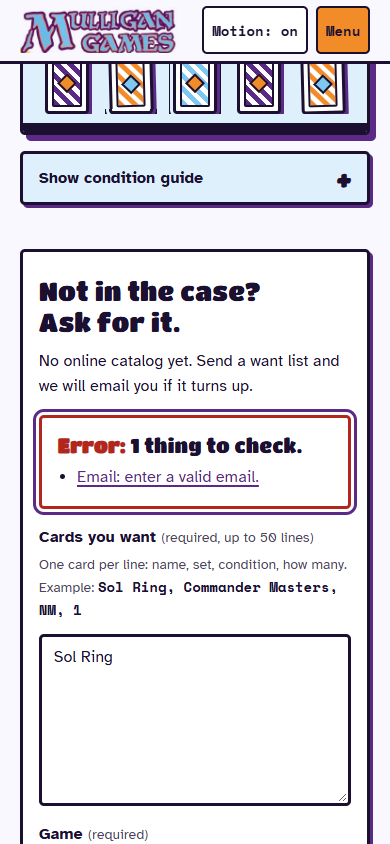 MULLIGAN
GAMES
Motion: on
Menu
Show condition guide
Not in the case?
Ask for it.
No online catalog yet. Send a want list and
we will email you if it turns up.
Error: 1 thing to check.
• Email: enter a valid email.
Cards you want (required, up to 50 lines)
One card per line: name, set, condition, how many.
Example: Sol Ring, Commander Masters,
NM, 1
Sol Ring
Game (required)